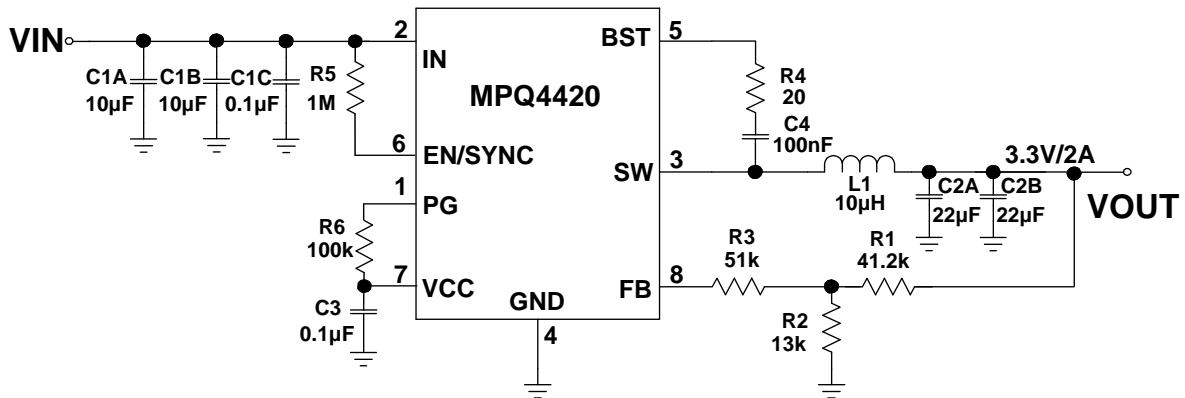 VIN
C1A
10µF
C1B
10µF
C1C
0.1µF
R5
1M
2
IN
MPQ4420
BST
5
R4
20
C4
100nF
6
EN/SYNC
SW
3
L1
10µH
3.3V/2A
C2A
22µF
C2B
22µF
VOUT
1
PG
R6
100k
7
VCC
C3
0.1µF
GND
4
FB
8
R3
51k
R1
41.2k
R2
13k